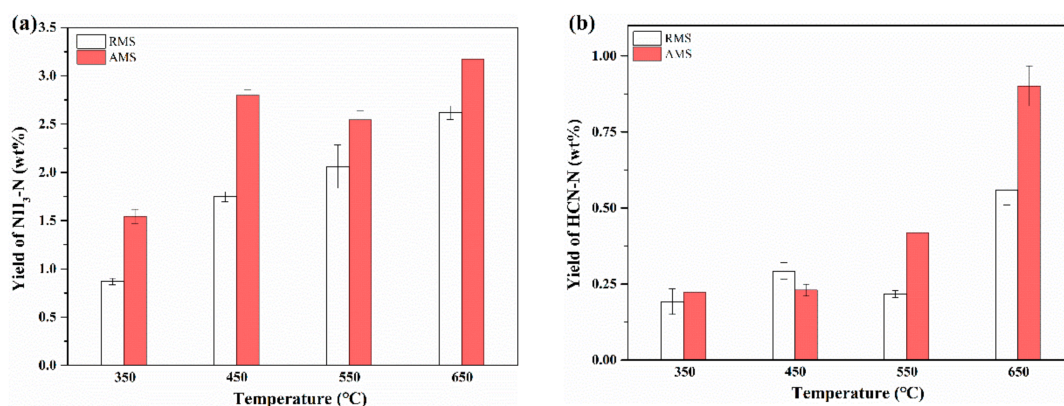 (a)
RMS
AMS
Yield of NH3-N (wt%)
3.5
3.0
2.5
2.0
1.5
1.0
0.5
0.0
350 450 550 650
Temperature (°C)
(b)
RMS
AMS
Yield of HCN-N (wt%)
1.00
0.75
0.50
0.25
0.00
350 450 550 650
Temperature (°C)